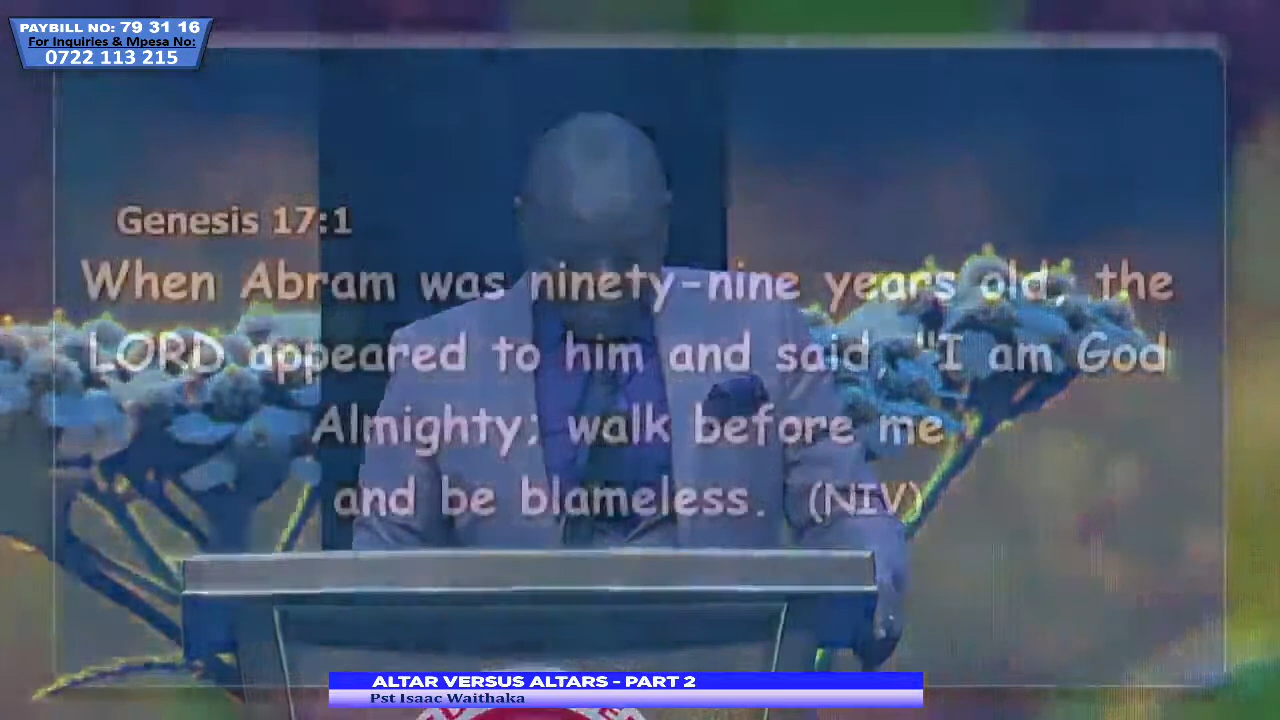 PAYBILL NO: 79 31 16
For Inquiries & Mpesa No:
0722 113 215
Genesis 17:1
When Abram was ninety-nine years old, the
LORD appeared to him and said, "I am God
Almighty; walk before me
and be blameless. (NIV)
ALTAR VERSUS ALTARS - PART 2
Pst Isaac Waithaka